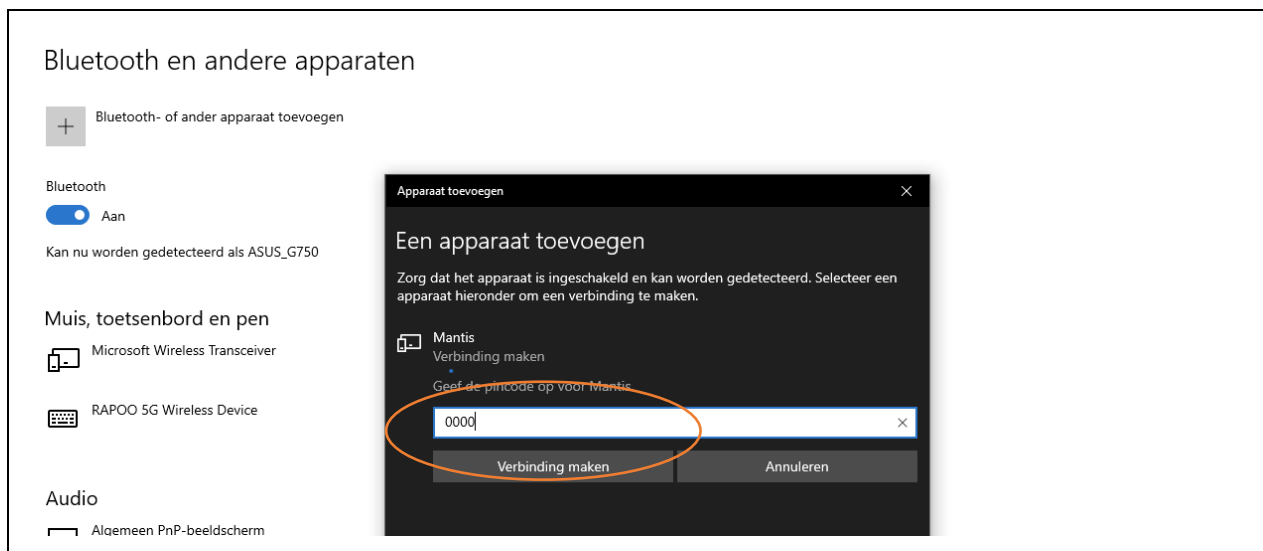 Bluetooth en andere apparaten
Bluetooth- of ander apparaat toevoegen
Bluetooth
Aan
Kan nu worden gedetecteerd als ASUS_G750
Muis, toetsenbord en pen
Microsoft Wireless Transceiver
RAPOO 5G Wireless Device
Audio
Algemeen PnP-beeldscherm
Apparaat toevoegen
Een apparaat toevoegen
Zorg dat het apparaat is ingeschakeld en kan worden gedetecteerd. Selecteer een
apparaat hieronder om een verbinding te maken.
Mantis
Verbinding maken
Geef de pincode op voor Mantis
0000
Verbinding maken
Annuleren